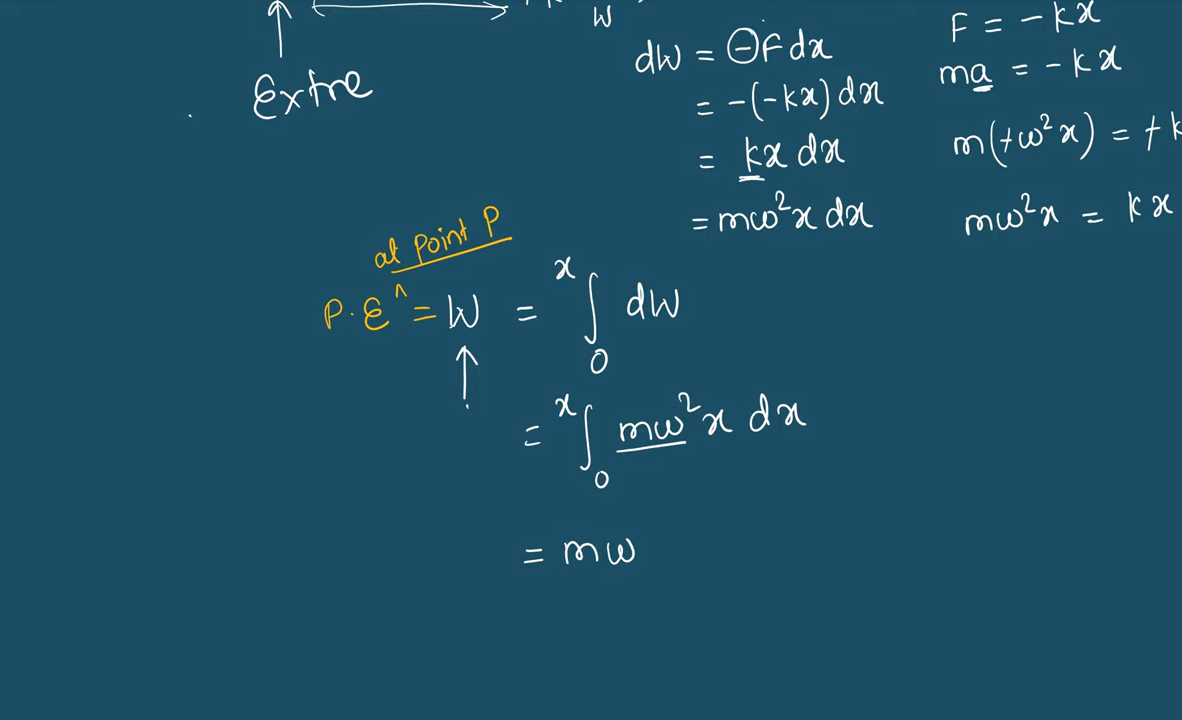 W
Extre
dW = ⊖F dx
= -(-kx) dx
= kx dx
= mω²x dx
F = -kx
ma = -kx
m(+ω²x) = +k
mω²x = kx
at point P
P.E ^ = W = ∫₀ˣ dW
= ∫₀ˣ mω²x dx
= mω